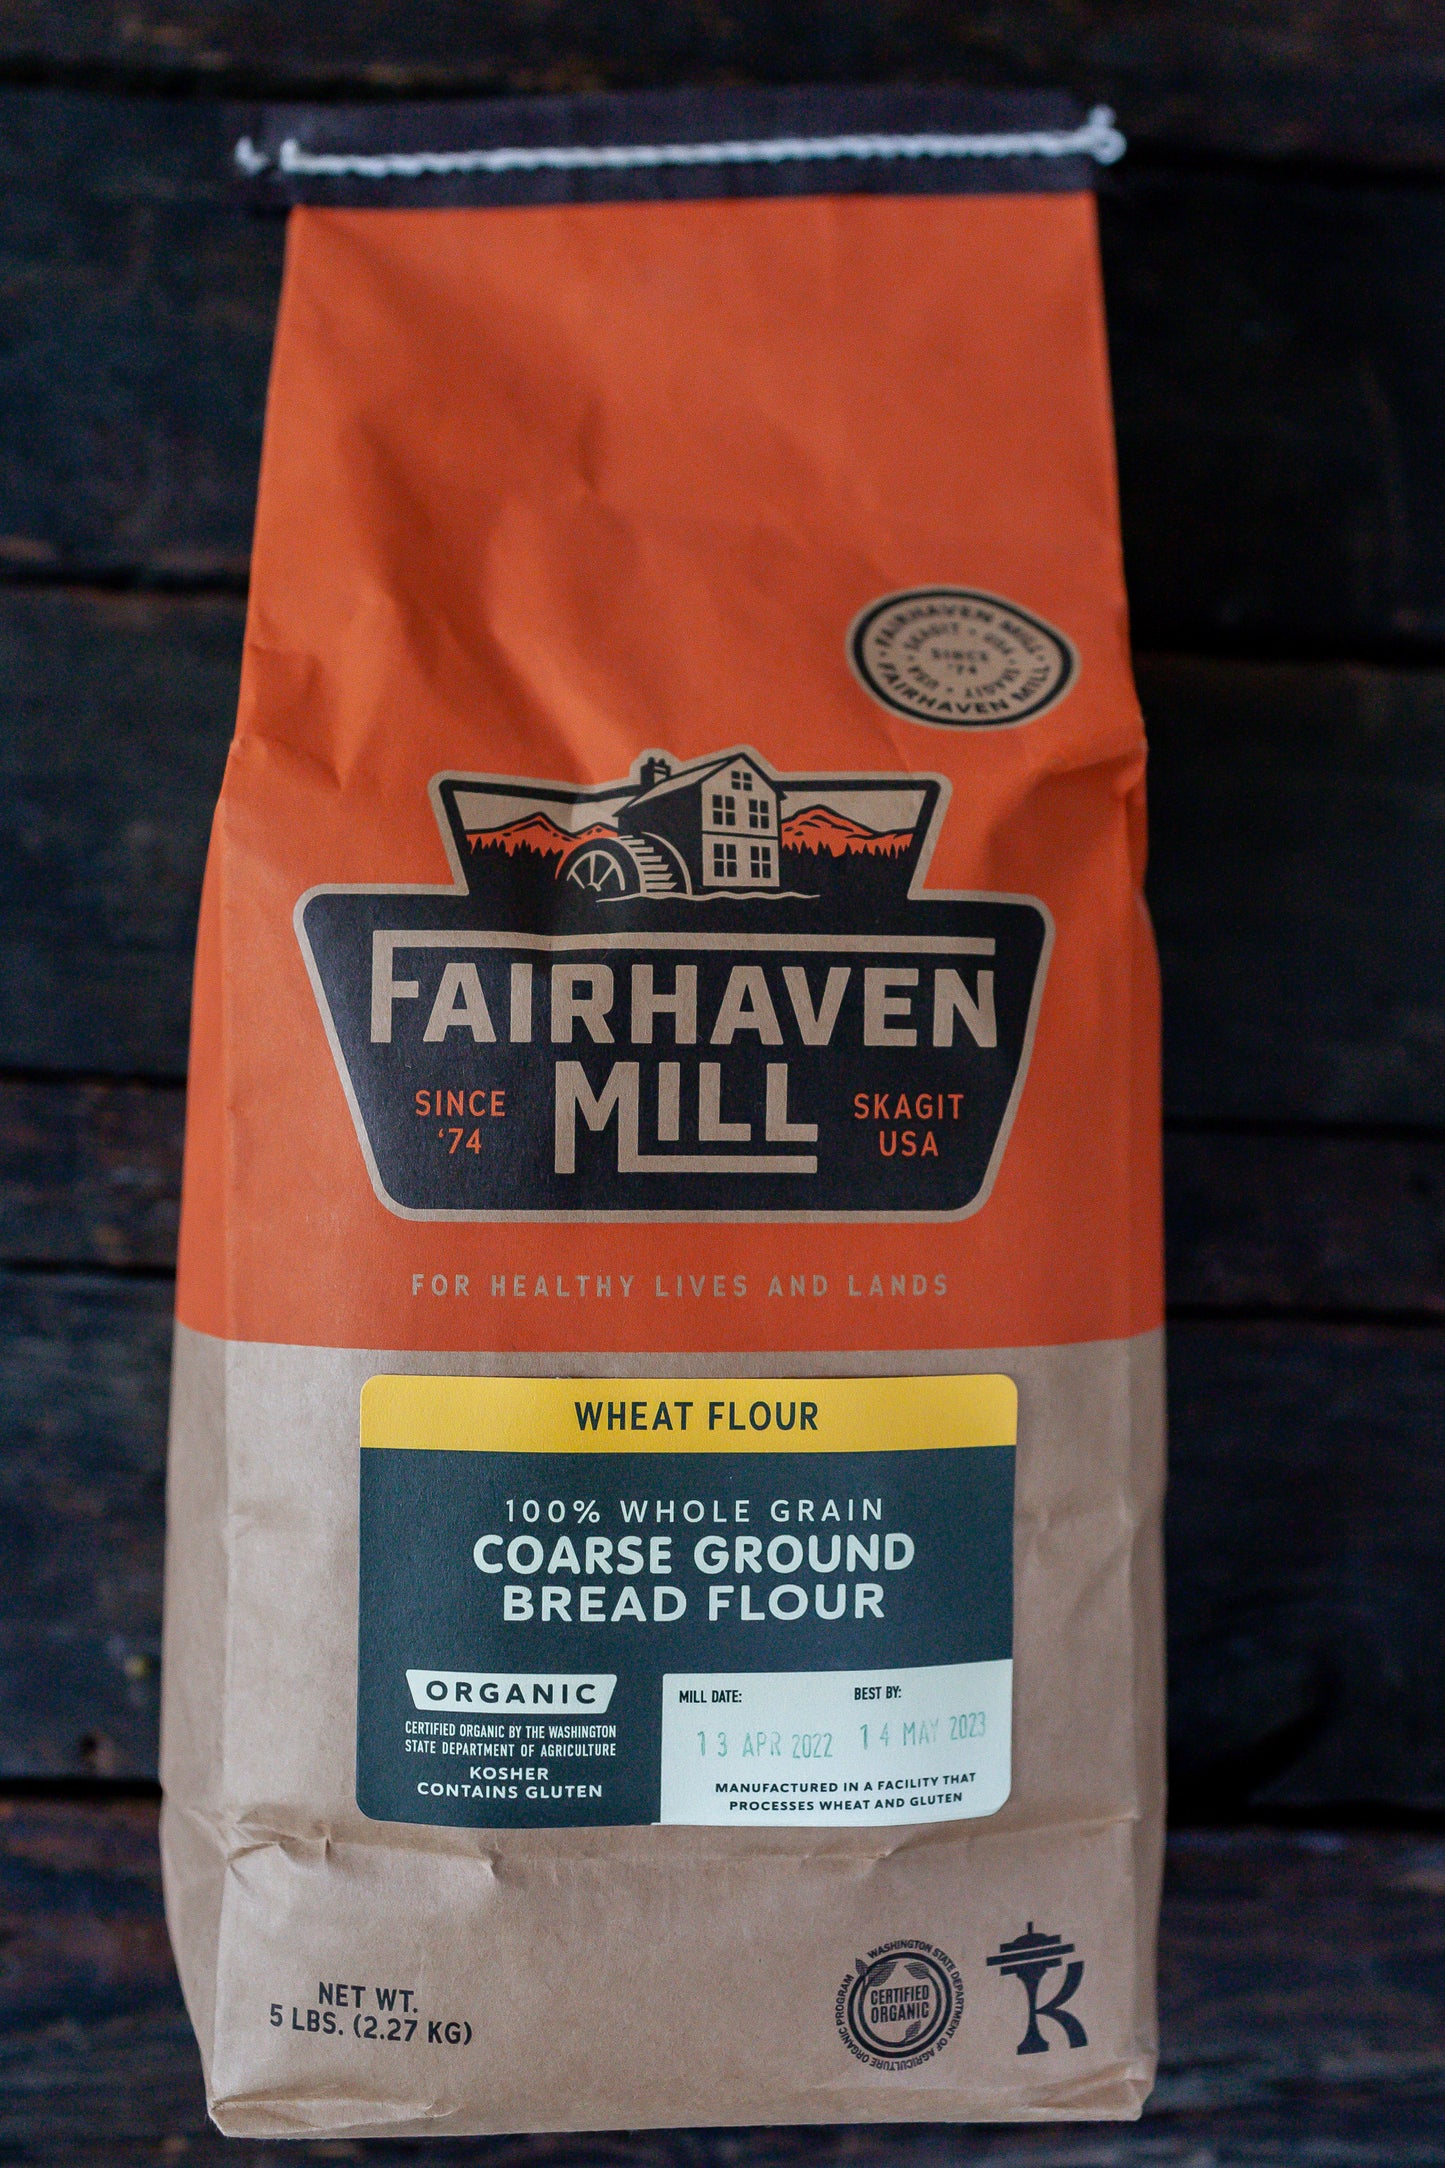 FAIRHAVEN MILL
SKAGIT • USA
SINCE
'74
SKAGIT • USA
FAIRHAVEN MILL
FAIRHAVEN
MILL
SINCE
‘74
SKAGIT
USA
FOR HEALTHY LIVES AND LANDS
WHEAT FLOUR
100% WHOLE GRAIN
COARSE GROUND
BREAD FLOUR
ORGANIC
CERTIFIED ORGANIC BY THE WASHINGTON
STATE DEPARTMENT OF AGRICULTURE
KOSHER
CONTAINS GLUTEN
MILL DATE:
13 APR 2022
BEST BY:
14 MAY 2023
MANUFACTURED IN A FACILITY THAT
PROCESSES WHEAT AND GLUTEN
NET WT.
5 LBS. (2.27 KG)
WASHINGTON STATE DEPARTMENT OF AGRICULTURE ORGANIC PROGRAM
CERTIFIED
ORGANIC
K